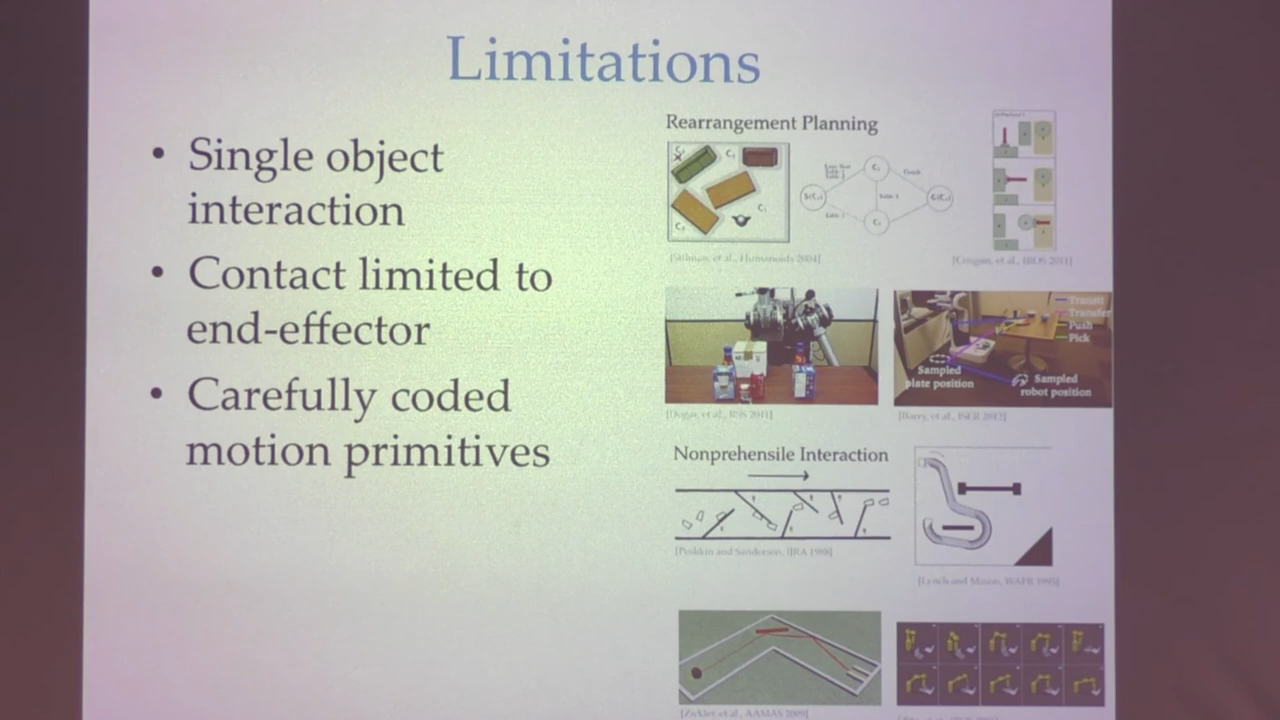 Limitations
• Single object
interaction
• Contact limited to
end-effector
• Carefully coded
motion primitives
Rearrangement Planning
[Stilman, et al., Humanoids 2004]
[Cosgun, et al., IROS 2011]
Transit
Transfer
Push
Pick
Sampled
plate position
Sampled
robot position
[Dogar, et al., RSS 2011]
[Barry, et al., ISER 2012]
Nonprehensile Interaction
[Peshkin and Sanderson, IJRA 1988]
[Lynch and Mason, WAFR 1995]
[Zickler et al., AAMAS 2009]